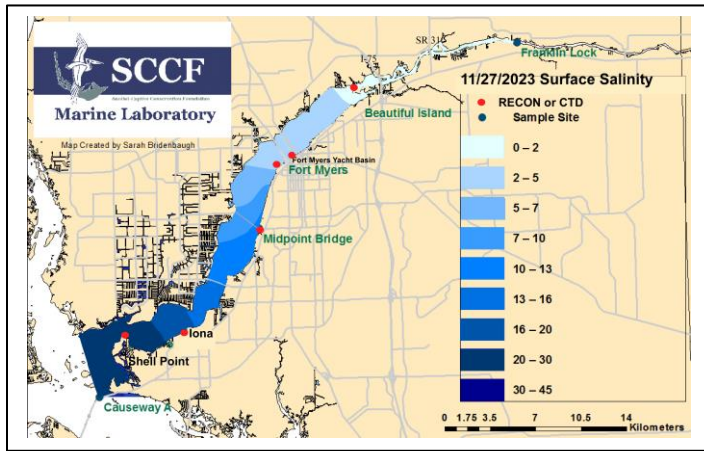 SCCF
Sanibel-Captiva Conservation Foundation
Marine Laboratory
Map Created by Sarah Bridenbaugh
SR 31
I-75
Franklin Lock
11/27/2023 Surface Salinity
RECON or CTD
Sample Site
0 – 2
2 – 5
5 – 7
7 – 10
10 – 13
13 – 16
16 – 20
20 – 30
30 – 45
Beautiful Island
Fort Myers Yacht Basin
Fort Myers
Midpoint Bridge
Iona
Shell Point
Causeway A
0 1.75 3.5 7 10.5 14
Kilometers